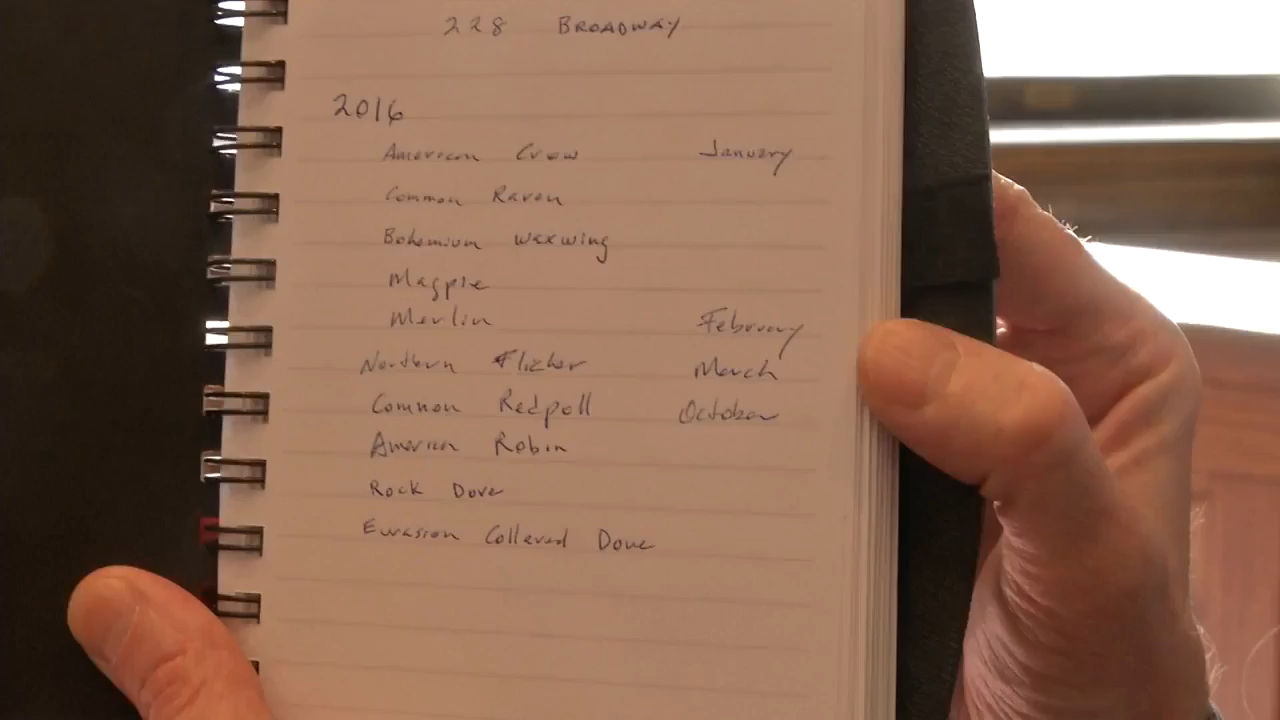 228 BROADWAY
2016
American Crow January
Common Raven
Bohemian waxwing
Magpie
Merlin February
Northern Flicker March
Common Redpoll October
American Robin
Rock Dove
Eurasian Collared Dove